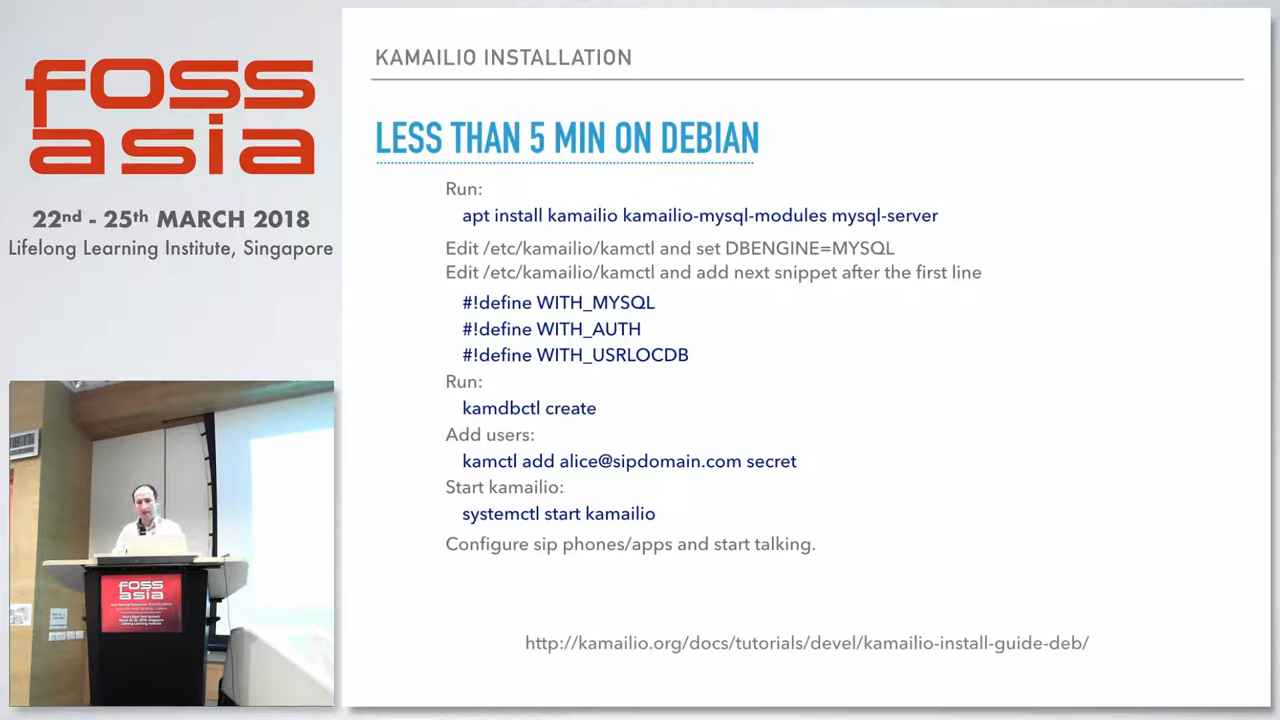 foss
asia
22nd - 25th MARCH 2018
Lifelong Learning Institute, Singapore
KAMAILIO INSTALLATION
LESS THAN 5 MIN ON DEBIAN
Run:
apt install kamailio kamailio-mysql-modules mysql-server
Edit /etc/kamailio/kamctl and set DBENGINE=MYSQL
Edit /etc/kamailio/kamctl and add next snippet after the first line
#!define WITH_MYSQL
#!define WITH_AUTH
#!define WITH_USRLOCDB
Run:
kamdbctl create
Add users:
kamctl add alice@sipdomain.com secret
Start kamailio:
systemctl start kamailio
Configure sip phones/apps and start talking.
http://kamailio.org/docs/tutorials/devel/kamailio-install-guide-deb/
foss
asia